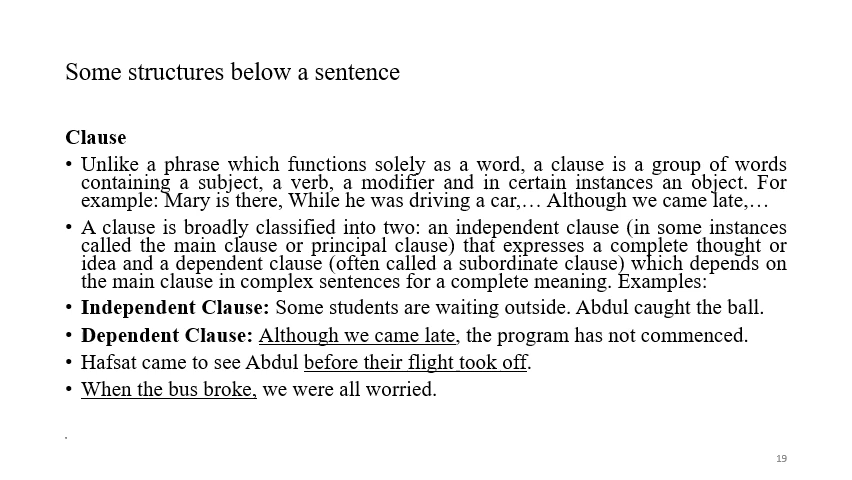 Some structures below a sentence
Clause
• Unlike a phrase which functions solely as a word, a clause is a group of words
containing a subject, a verb, a modifier and in certain instances an object. For
example: Mary is there, While he was driving a car,… Although we came late,…
• A clause is broadly classified into two: an independent clause (in some instances
called the main clause or principal clause) that expresses a complete thought or
idea and a dependent clause (often called a subordinate clause) which depends on
the main clause in complex sentences for a complete meaning. Examples:
• Independent Clause: Some students are waiting outside. Abdul caught the ball.
• Dependent Clause: Although we came late, the program has not commenced.
• Hafsat came to see Abdul before their flight took off.
• When the bus broke, we were all worried.
.
19